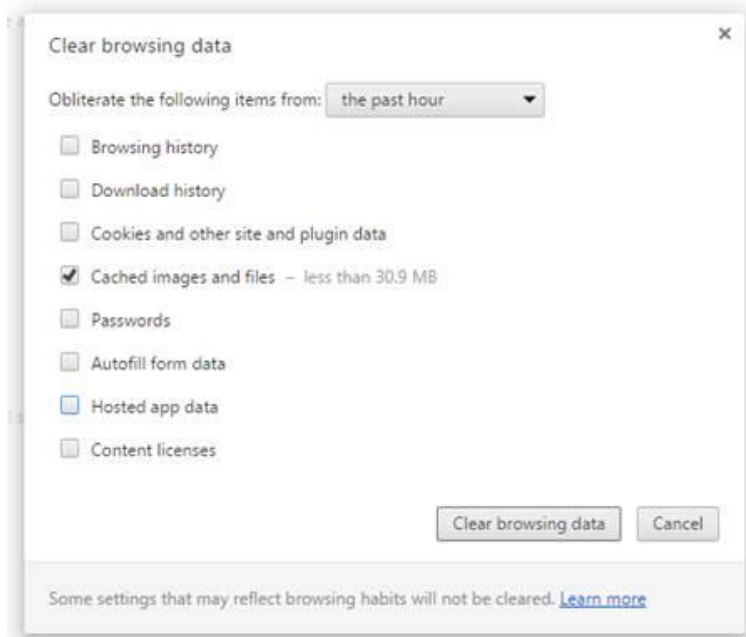 Clear browsing data
Obliterate the following items from: the past hour
Browsing history
Download history
Cookies and other site and plugin data
Cached images and files – less than 30.9 MB
Passwords
Autofill form data
Hosted app data
Content licenses
Clear browsing data Cancel
Some settings that may reflect browsing habits will not be cleared. Learn more